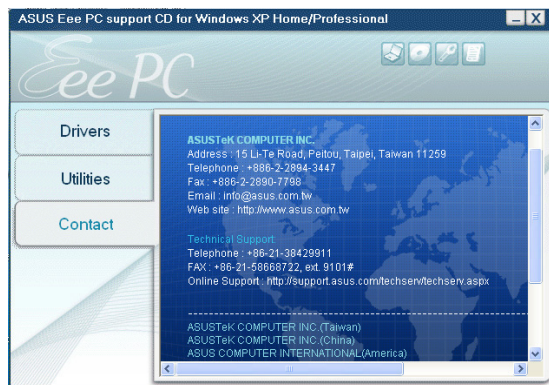 ASUS Eee PC support CD for Windows XP Home/Professional
Eee PC
Drivers
Utilities
Contact
ASUSTeK COMPUTER INC.
Address : 15 Li-Te Road, Peitou, Taipei, Taiwan 11259
Telephone : +886-2-2894-3447
Fax : +886-2-2890-7798
Email : info@asus.com.tw
Web site : http://www.asus.com.tw
Technical Support
Telephone : +86-21-38429911
FAX : +86-21-58668722, ext. 9101#
Online Support : http://support.asus.com/techserv/techserv.aspx
ASUSTeK COMPUTER INC.(Taiwan)
ASUSTeK COMPUTER INC.(China)
ASUS COMPUTER INTERNATIONAL(America)